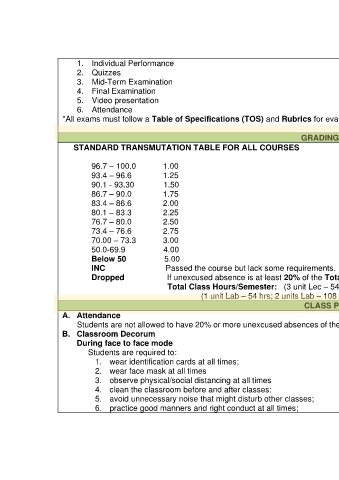 1. Individual Performance
2. Quizzes
3. Mid-Term Examination
4. Final Examination
5. Video presentation
6. Attendance
*All exams must follow a Table of Specifications (TOS) and Rubrics for eva
GRADING
STANDARD TRANSMUTATION TABLE FOR ALL COURSES
96.7 – 100.0 1.00
93.4 – 96.6 1.25
90.1 - 93.30 1.50
86.7 – 90.0 1.75
83.4 – 86.6 2.00
80.1 – 83.3 2.25
76.7 – 80.0 2.50
73.4 – 76.6 2.75
70.00 – 73.3 3.00
50.0-69.9 4.00
Below 50 5.00
INC Passed the course but lack some requirements.
Dropped If unexcused absence is at least 20% of the Tota
Total Class Hours/Semester: (3 unit Lec – 54
(1 unit Lab – 54 hrs; 2 units Lab – 108
CLASS P
A. Attendance
Students are not allowed to have 20% or more unexcused absences of the
B. Classroom Decorum
During face to face mode
Students are required to:
1. wear identification cards at all times;
2. wear face mask at all times
3. observe physical/social distancing at all times
4. clean the classroom before and after classes;
5. avoid unnecessary noise that might disturb other classes;
6. practice good manners and right conduct at all times;